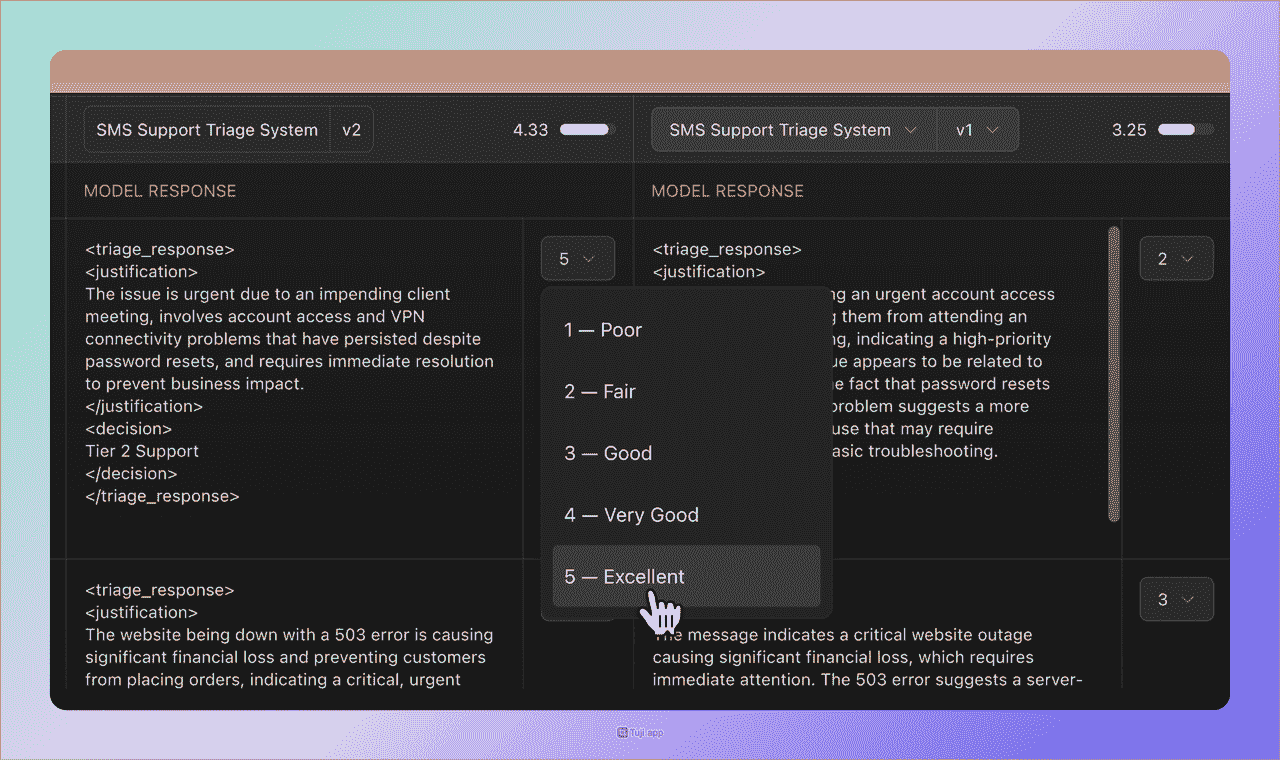 SMS Support Triage System
v2
4.33
SMS Support Triage System
v1
3.25
MODEL RESPONSE
MODEL RESPONSE
<triage_response>
<justification>
The issue is urgent due to an impending client
meeting, involves account access and VPN
connectivity problems that have persisted despite
password resets, and requires immediate resolution
to prevent business impact.
</justification>
<decision>
Tier 2 Support
</decision>
</triage_response>
5
1 — Poor
2 — Fair
3 — Good
4 — Very Good
5 — Excellent
<triage_response>
<justification>
an urgent account access
them from attending an
indicating a high-priority
appears to be related to
fact that password resets
problem suggests a more
that may require
troubleshooting.
2
<triage_response>
<justification>
The website being down with a 503 error is causing
significant financial loss and preventing customers
from placing orders, indicating a critical, urgent
The message indicates a critical website outage
causing significant financial loss, which requires
immediate attention. The 503 error suggests a server-
3
Tuji.app